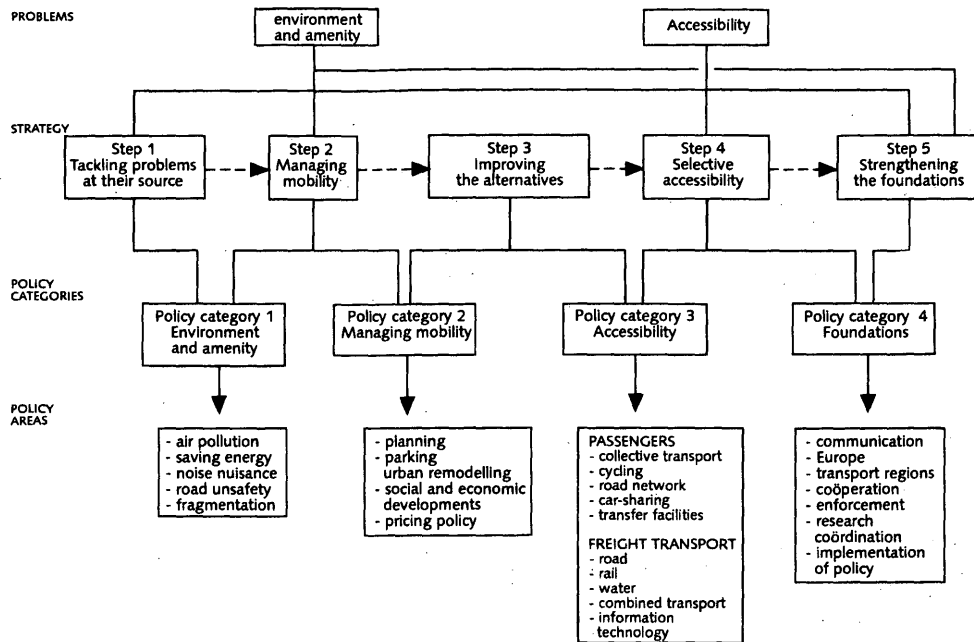 PROBLEMS
environment
and amenity
Accessibility
STRATEGY
Step 1
Tackling problems
at their source
Step 2
Managing
mobility
Step 3
Improving
the alternatives
Step 4
Selective
accessibility
Step 5
Strengthening
the foundations
POLICY
CATEGORIES
Policy category 1
Environment
and amenity
Policy category 2
Managing mobility
Policy category 3
Accessibility
Policy category 4
Foundations
POLICY
AREAS
- air pollution
- saving energy
- noise nuisance
- road unsafety
- fragmentation
- planning
- parking
urban remodelling
- social and economic
developments
- pricing policy
PASSENGERS
- collective transport
- cycling
- road network
- car-sharing
- transfer facilities
FREIGHT TRANSPORT
- road
- rail
- water
- combined transport
- information
technology
- communication
- Europe
- transport regions
- coöperation
- enforcement
- research
coördination
- implementation
of policy